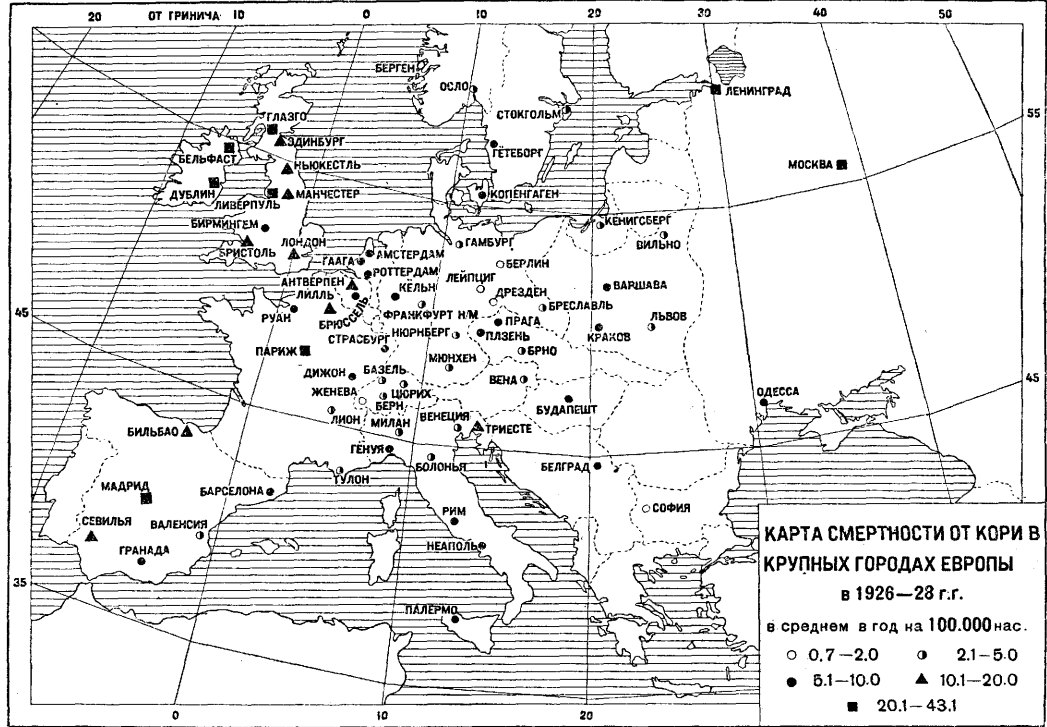 20 ОТ ГРИНИЧА 10 0 10 20 30 40 50
БЕРГЕН
ОСЛО
ЛЕНИНГРАД
СТОКГОЛЬМ
55
ГЛАЗГО
ЭДИНБУРГ
ГЕТЕБОРГ
БЕЛЬФАСТ
НЬЮКЕСТЛЬ
МОСКВА
ДУБЛИН
МАНЧЕСТЕР
КОПЕНГАГЕН
ЛИВЕРПУЛЬ
БИРМИНГЕМ
КЕНИГСБЕРГ
ВИЛЬНО
ЛОНДОН
ГАМБУРГ
БРИСТОЛЬ
ГААГА
АМСТЕРДАМ
БЕРЛИН
РОТТЕРДАМ
ЛЕЙПЦИГ
АНТВЕРПЕН
КЕЛЬН
ДРЕЗДЕН
ВАРШАВА
ЛИЛЛЬ
БРЮССЕЛЬ
БРЕСЛАВЛЬ
45
РУАН
ФРАНКФУРТ Н/М
ПРАГА
ЛЬВОВ
НЮРНБЕРГ
ПЛЗЕНЬ
КРАКОВ
СТРАСБУРГ
ПАРИЖ
БРНО
МЮНХЕН
ДИЖОН
БАЗЕЛЬ
ВЕНА
45
ЖЕНЕВА
ЦЮРИХ
ОДЕССА
БЕРН
БУДАПЕШТ
ЛИОН
МИЛАН
ВЕНЕЦИЯ
БИЛЬБАО
ТРИЕСТЕ
ГЕНУЯ
БОЛОНЬЯ
БЕЛГРАД
ТУЛОН
МАДРИД
БАРСЕЛОНА
СОФИЯ
СЕВИЛЬЯ
ВАЛЕНСИЯ
РИМ
ГРАНАДА
НЕАПОЛЬ
35
ПАЛЕРМО
КАРТА СМЕРТНОСТИ ОТ КОРИ В
КРУПНЫХ ГОРОДАХ ЕВРОПЫ
в 1926—28 г.г.
в среднем в год на 100.000 нас.
0.7—2.0 2.1—5.0
5.1—10.0 10.1—20.0
20.1—43.1
0 10 20